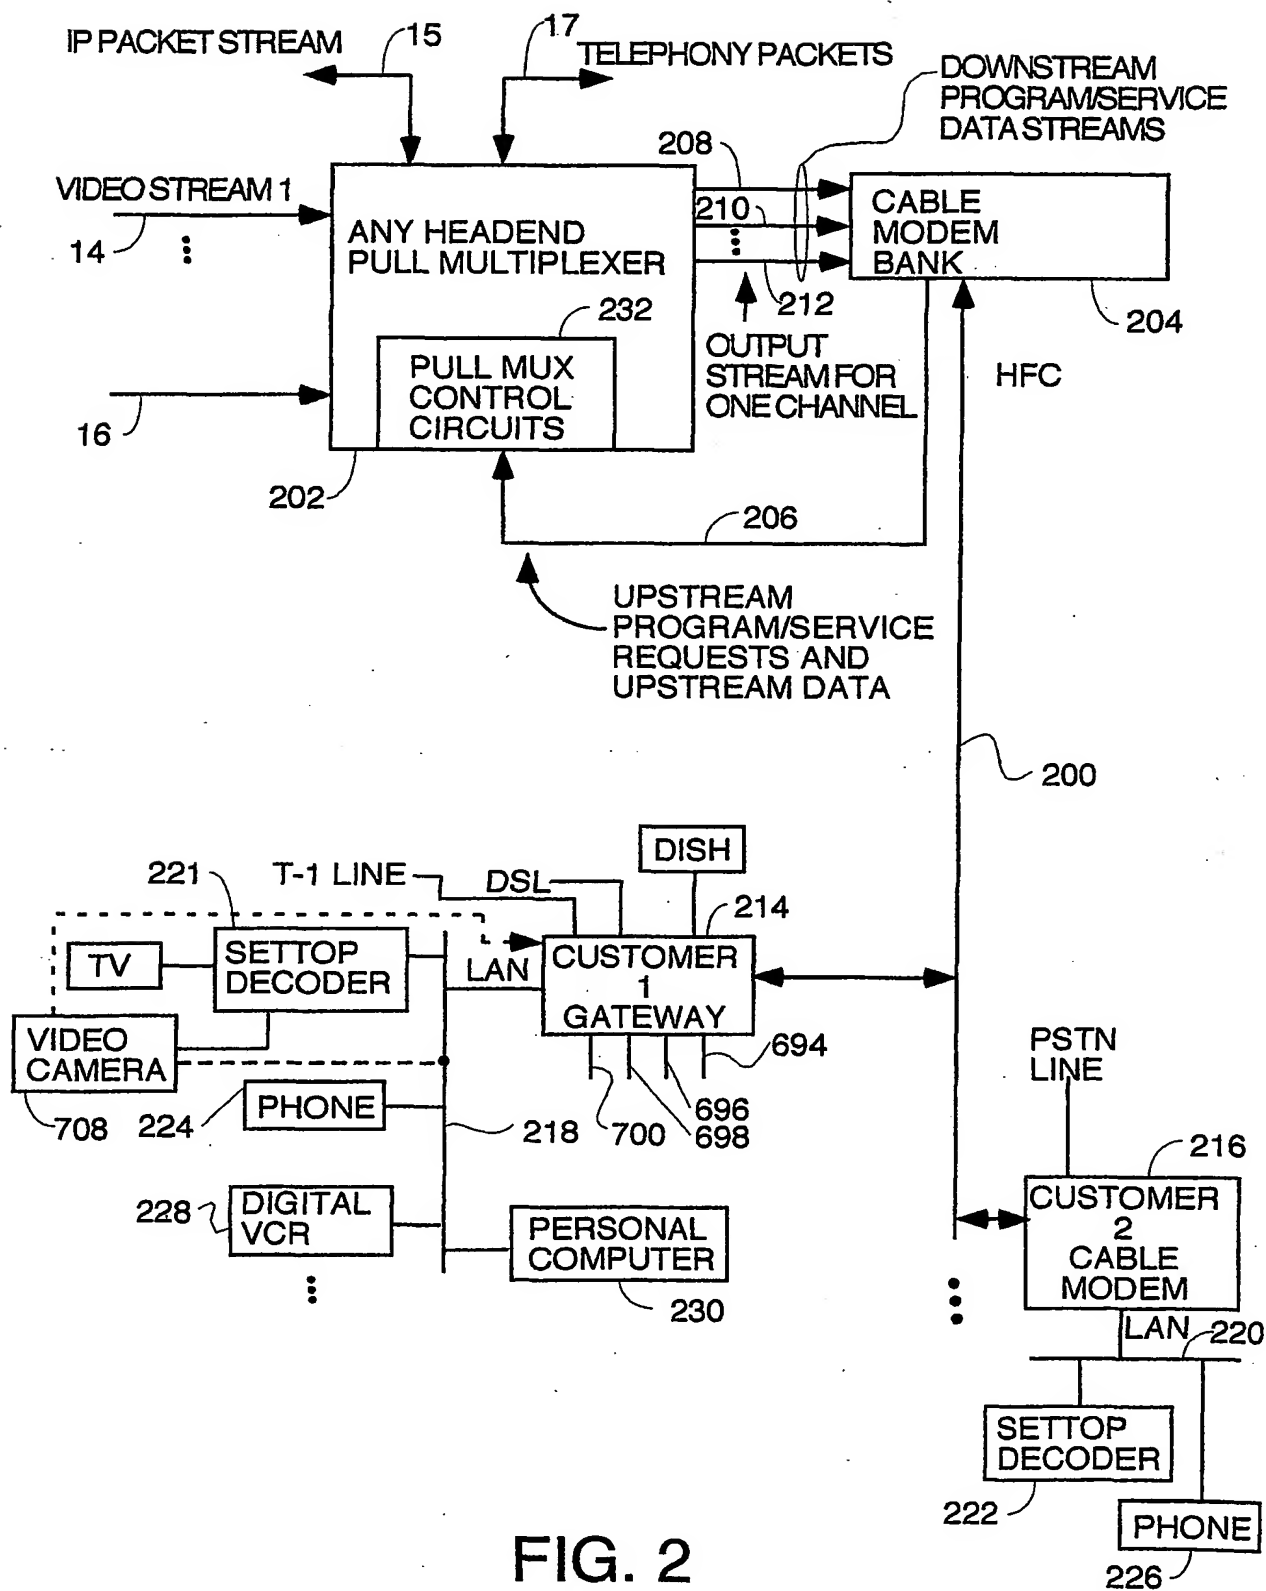 IP PACKET STREAM
15
17
TELEPHONY PACKETS
DOWNSTREAM
PROGRAM/SERVICE
DATA STREAMS
VIDEO STREAM 1
14
16
ANY HEADEND
PULL MULTIPLEXER
232
PULL MUX
CONTROL
CIRCUITS
202
208
210
212
OUTPUT
STREAM FOR
ONE CHANNEL
CABLE
MODEM
BANK
204
HFC
206
UPSTREAM
PROGRAM/SERVICE
REQUESTS AND
UPSTREAM DATA
200
DISH
T-1 LINE
DSL
214
221
SETTOP
DECODER
TV
LAN
CUSTOMER
1
GATEWAY
VIDEO
CAMERA
708
694
696
698
700
224
PHONE
218
228
DIGITAL
VCR
PERSONAL
COMPUTER
230
PSTN
LINE
216
CUSTOMER
2
CABLE
MODEM
LAN
220
SETTOP
DECODER
222
PHONE
226
FIG. 2